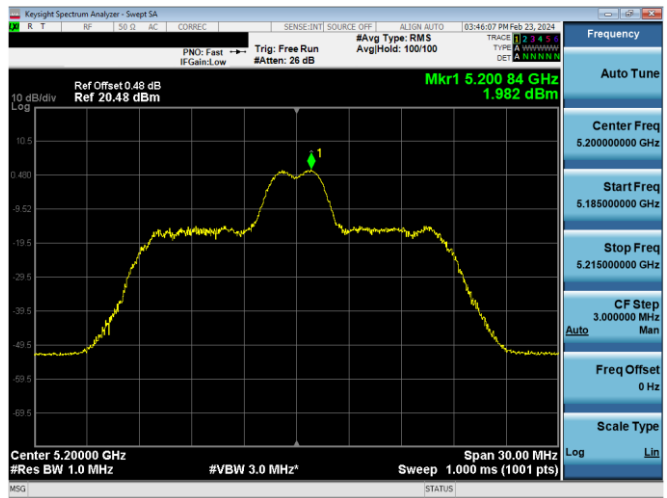 Keysight Spectrum Analyzer - Swept SA
R T RF 50 Ω AC CORREC SENSE:INT SOURCE OFF ALIGN AUTO 03:46:07 PM Feb 23, 2024
PNO: Fast
IFGain:Low
Trig: Free Run
#Atten: 26 dB
#Avg Type: RMS
Avg|Hold: 100/100
TRACE 1 2 3 4 5 6
TYPE A WWWWW
DET A N N N N N
Mkr1 5.200 84 GHz
1.982 dBm
Ref Offset 0.48 dB
Ref 20.48 dBm
10 dB/div
Log
10.5
0.480
-9.52
-19.5
-29.5
-39.5
-49.5
-59.5
-69.5
1
Center 5.20000 GHz
Span 30.00 MHz
#Res BW 1.0 MHz
#VBW 3.0 MHz*
Sweep 1.000 ms (1001 pts)
MSG
STATUS
Frequency
Auto Tune
Center Freq
5.200000000 GHz
Start Freq
5.185000000 GHz
Stop Freq
5.215000000 GHz
CF Step
3.000000 MHz
Auto Man
Freq Offset
0 Hz
Scale Type
Log Lin